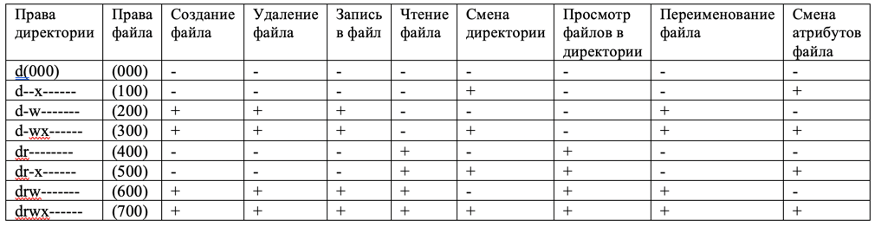 Права директории | Права файла | Создание файла | Удаление файла | Запись в файл | Чтение файла | Смена директории | Просмотр файлов в директории | Переименование файла | Смена атрибутов файла
d(000) | (000) | - | - | - | - | - | - | - | -
d--x------ | (100) | - | - | - | - | + | - | - | +
d-w------- | (200) | + | + | + | - | - | - | + | -
d-wx------ | (300) | + | + | + | - | + | - | + | +
dr-------- | (400) | - | - | - | + | - | + | - | -
dr-x------ | (500) | - | - | - | + | + | + | - | +
drw------- | (600) | + | + | + | + | - | + | + | -
drwx------ | (700) | + | + | + | + | + | + | + | +